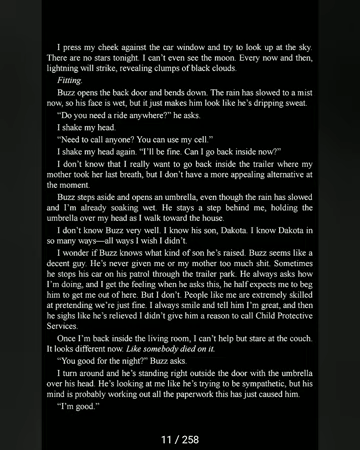 I press my cheek against the car window and try to look up at the sky.
There are no stars tonight. I can't even see the moon. Every now and then,
lightning will strike, revealing clumps of black clouds.
Fitting.
Buzz opens the back door and bends down. The rain has slowed to a mist
now, so his face is wet, but it just makes him look like he's dripping sweat.
"Do you need a ride anywhere?" he asks.
I shake my head.
"Need to call anyone? You can use my cell."
I shake my head again. "I'll be fine. Can I go back inside now?"
I don't know that I really want to go back inside the trailer where my
mother took her last breath, but I don't have a more appealing alternative at
the moment.
Buzz steps aside and opens an umbrella, even though the rain has slowed
and I'm already soaking wet. He stays a step behind me, holding the
umbrella over my head as I walk toward the house.
I don't know Buzz very well. I know his son, Dakota. I know Dakota in
so many ways—all ways I wish I didn't.
I wonder if Buzz knows what kind of son he's raised. Buzz seems like a
decent guy. He's never given me or my mother too much shit. Sometimes
he stops his car on his patrol through the trailer park. He always asks how
I'm doing, and I get the feeling when he asks this, he half expects me to beg
him to get me out of here. But I don't. People like me are extremely skilled
at pretending we're just fine. I always smile and tell him I'm great, and then
he sighs like he's relieved I didn't give him a reason to call Child Protective
Services.
Once I'm back inside the living room, I can't help but stare at the couch.
It looks different now. Like somebody died on it.
"You good for the night?" Buzz asks.
I turn around and he's standing right outside the door with the umbrella
over his head. He's looking at me like he's trying to be sympathetic, but his
mind is probably working out all the paperwork this has just caused him.
"I'm good."
11 / 258